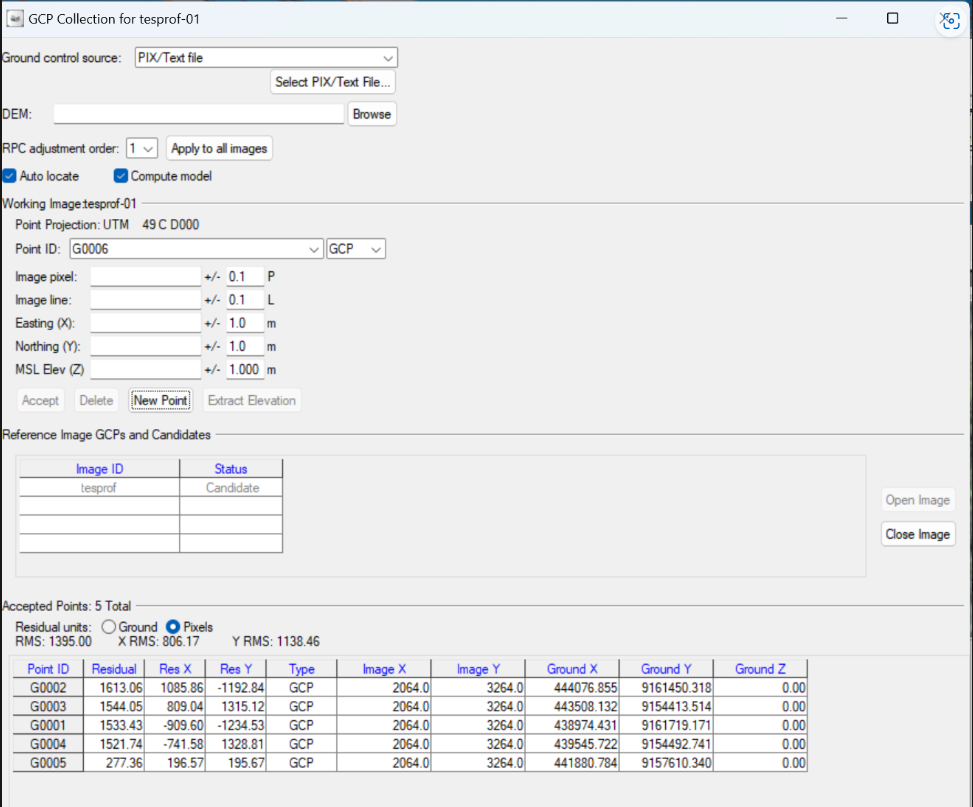 GCP Collection for tesprof-01
Ground control source: PIX/Text file
Select PIX/Text File...
DEM: Browse
RPC adjustment order: 1 Apply to all images
Auto locate Compute model
Working Image:tesprof-01
Point Projection: UTM 49 C D000
Point ID: G0006 GCP
Image pixel: +/- 0.1 P
Image line: +/- 0.1 L
Easting (X): +/- 1.0 m
Northing (Y): +/- 1.0 m
MSL Elev (Z) +/- 1.000 m
Accept Delete New Point Extract Elevation
Reference Image GCPs and Candidates
Image ID Status
tesprof Candidate
Open Image
Close Image
Accepted Points: 5 Total
Residual units: Ground Pixels
RMS: 1395.00 X RMS: 806.17 Y RMS: 1138.46
Point ID Residual Res X Res Y Type Image X Image Y Ground X Ground Y Ground Z
G0002 1613.06 1085.86 -1192.84 GCP 2064.0 3264.0 444076.855 9161450.318 0.00
G0003 1544.05 809.04 1315.12 GCP 2064.0 3264.0 443508.132 9154413.514 0.00
G0001 1533.43 -909.60 -1234.53 GCP 2064.0 3264.0 438974.431 9161719.171 0.00
G0004 1521.74 -741.58 1328.81 GCP 2064.0 3264.0 439545.722 9154492.741 0.00
G0005 277.36 196.57 195.67 GCP 2064.0 3264.0 441880.784 9157610.340 0.00